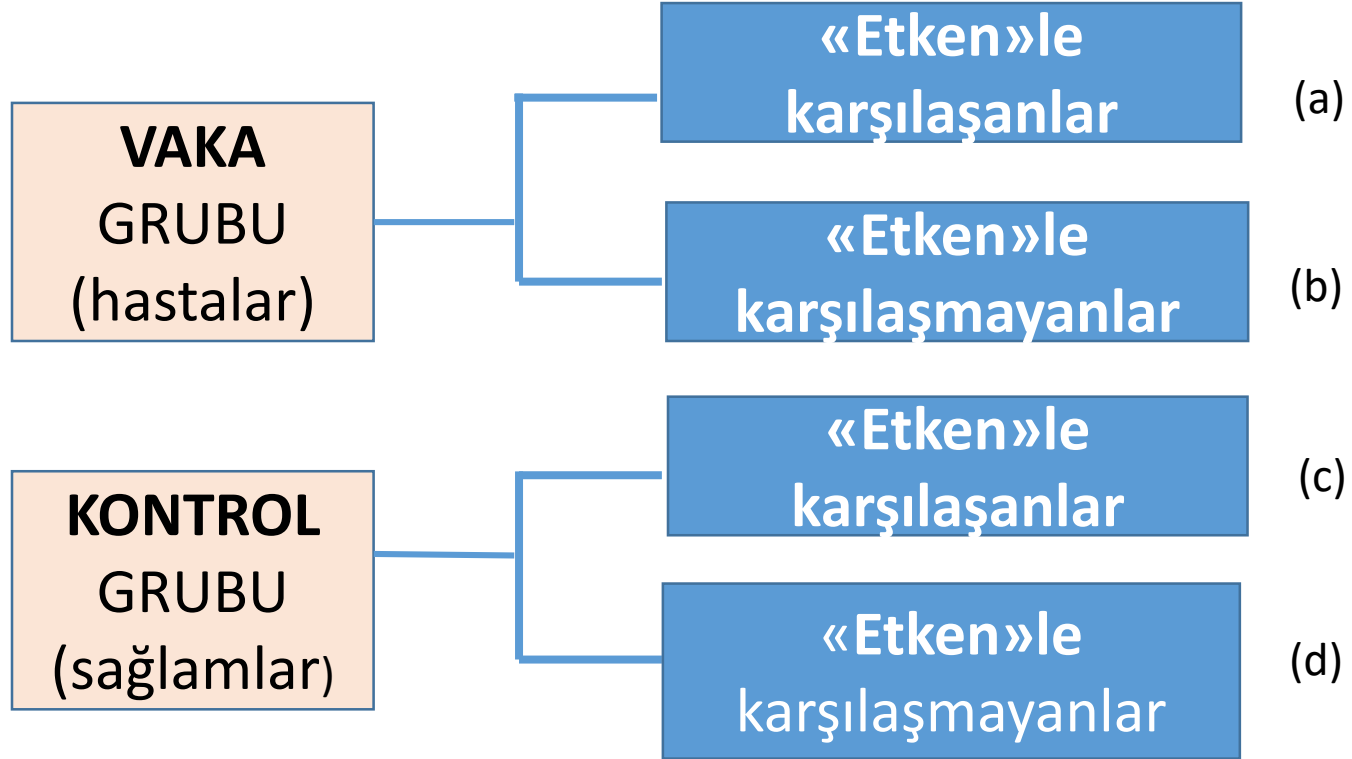 VAKA
GRUBU
(hastalar)
«Etken»le
karşılaşanlar
(a)
«Etken»le
karşılaşmayanlar
(b)
KONTROL
GRUBU
(sağlamlar)
«Etken»le
karşılaşanlar
(c)
«Etken»le
karşılaşmayanlar
(d)